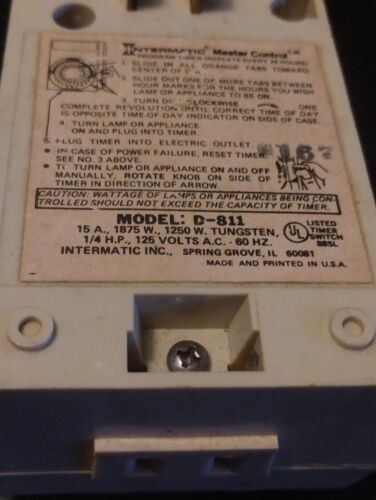 INTERMATIC Master Control™
PROGRAM TIMER (REPEATS EVERY 24 HOURS)
1. SLIDE IN ALL ORANGE TABS TOWARD
CENTER OF
2. SLIDE OUT ONE OF MORE TABS BETWEEN
HOUR MARKS FOR THE HOURS YOU WISH
LAMP OR APPLIANCE TO BE ON.
3. TURN CLOCKWISE ONE
COMPLETE REVOLUTION UNTIL CORRECT TIME OF DAY
IS OPPOSITE TIME OF DAY INDICATOR ON SIDE OF CASE
4. TURN LAMP OR APPLIANCE
ON AND PLUG INTO TIMER.
5. PLUG TIMER INTO ELECTRIC OUTLET.
• IN CASE OF POWER FAILURE, RESET TIMER
SEE NO. 3 ABOVE.
• TO TURN LAMP OR APPLIANCE ON AND OFF
MANUALLY, ROTATE KNOB ON SIDE OF
TIMER IN DIRECTION OF ARROW.
CAUTION: WATTAGE OF LAMPS OR APPLIANCES BEING CON-
TROLLED SHOULD NOT EXCEED THE CAPACITY OF TIMER.
MODEL: D-811
15 A., 1875 W., 1250 W. TUNGSTEN,
1/4 H.P., 125 VOLTS A.C. - 60 HZ.
UL LISTED
TIMER
SWITCH
885L
INTERMATIC INC., SPRING GROVE, IL 60081
MADE AND PRINTED IN U.S.A.